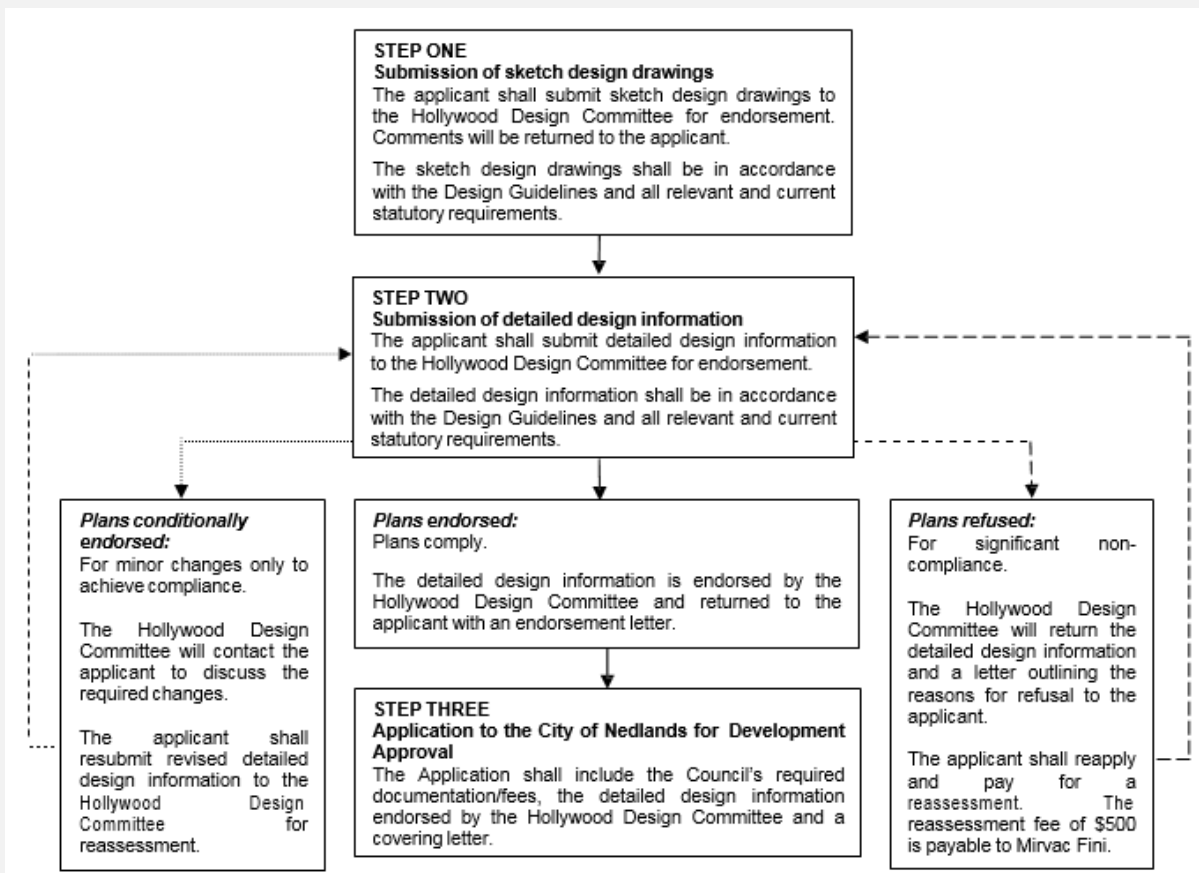 STEP ONE
Submission of sketch design drawings
The applicant shall submit sketch design drawings to
the Hollywood Design Committee for endorsement.
Comments will be returned to the applicant.
The sketch design drawings shall be in accordance
with the Design Guidelines and all relevant and current
statutory requirements.
STEP TWO
Submission of detailed design information
The applicant shall submit detailed design information
to the Hollywood Design Committee for endorsement.
The detailed design information shall be in accordance
with the Design Guidelines and all relevant and current
statutory requirements.
Plans conditionally
endorsed:
For minor changes only to
achieve compliance.
The Hollywood Design
Committee will contact the
applicant to discuss the
required changes.
The applicant shall
resubmit revised detailed
design information to the
Hollywood Design
Committee for
reassessment.
Plans endorsed:
Plans comply.
The detailed design information is endorsed by the
Hollywood Design Committee and returned to the
applicant with an endorsement letter.
STEP THREE
Application to the City of Nedlands for Development
Approval
The Application shall include the Council's required
documentation/fees, the detailed design information
endorsed by the Hollywood Design Committee and a
covering letter.
Plans refused:
For significant non-
compliance.
The Hollywood Design
Committee will return the
detailed design information
and a letter outlining the
reasons for refusal to the
applicant.
The applicant shall reapply
and pay for a
reassessment. The
reassessment fee of $500
is payable to Mirvac Fini.